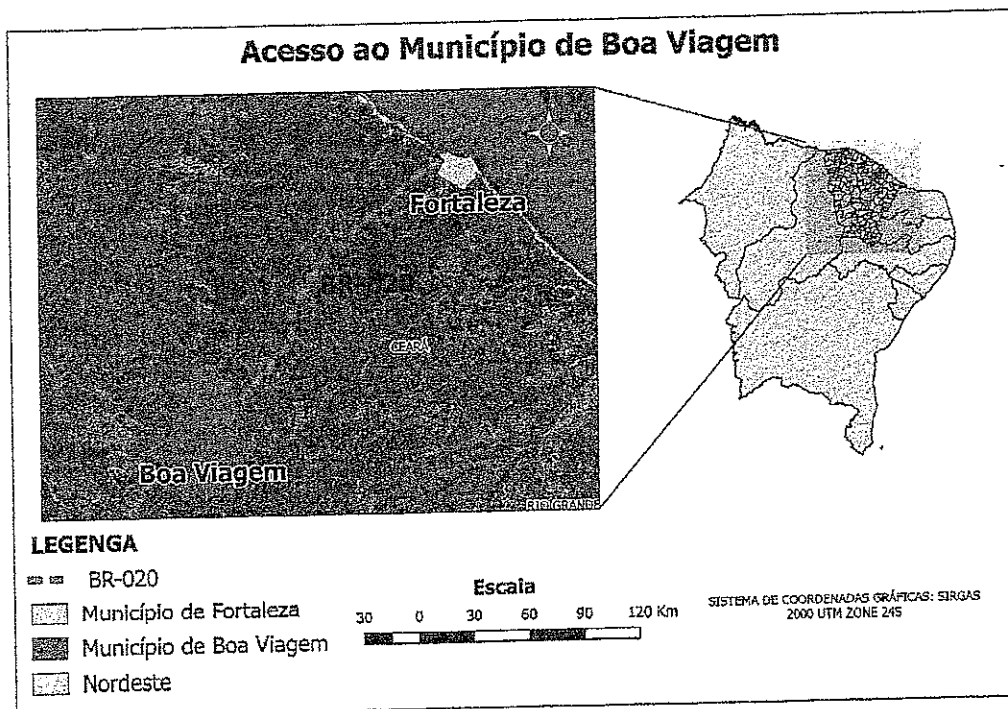 Acesso ao Município de Boa Viagem
Fortaleza
CEARÁ
Boa Viagem
RIO GRANDE
LEGENGA
BR-020
Município de Fortaleza
Município de Boa Viagem
Nordeste
Escala
30 0 30 60 90 120 Km
SISTEMA DE COORDENADAS GRÁFICAS: SIRGAS
2000 UTM ZONE 24S